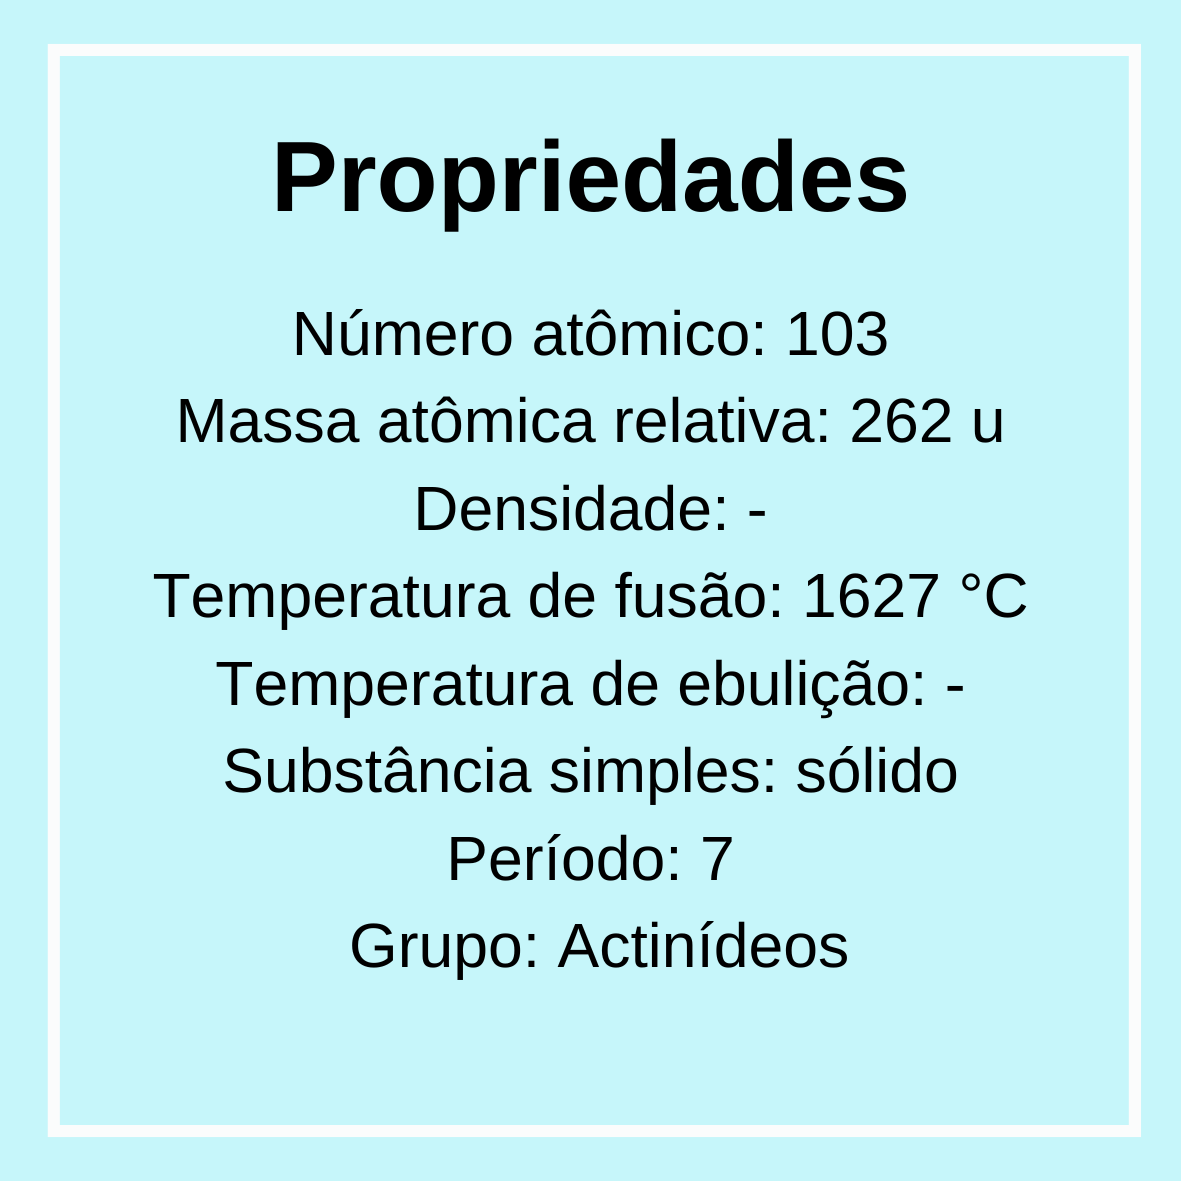 Propriedades
Número atômico: 103
Massa atômica relativa: 262 u
Densidade: -
Temperatura de fusão: 1627 °C
Temperatura de ebulição: -
Substância simples: sólido
Período: 7
Grupo: Actinídeos